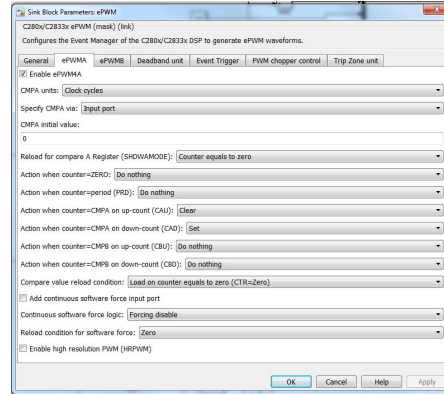 Sink Block Parameters: ePWM
C280x/C2833x ePWM (mask) (link)
Configures the Event Manager of the C280x/C2833x DSP to generate ePWM waveforms.
General ePWMA ePWMB Deadband unit Event Trigger PWM chopper control Trip Zone unit
Enable ePWM4A
CMPA units: Clock cycles
Specify CMPA via: Input port
CMPA initial value:
0
Reload for compare A Register (SHDWAMODE): Counter equals to zero
Action when counter=ZERO: Do nothing
Action when counter=period (PRD): Do nothing
Action when counter=CMPA on up-count (CAU): Clear
Action when counter=CMPA on down-count (CAD): Set
Action when counter=CMPB on up-count (CBU): Do nothing
Action when counter=CMPB on down-count (CBD): Do nothing
Compare value reload condition: Load on counter equals to zero (CTR=Zero)
Add continuous software force input port
Continuous software force logic: Forcing disable
Reload condition for software force: Zero
Enable high resolution PWM (HRPWM)
OK Cancel Help Apply